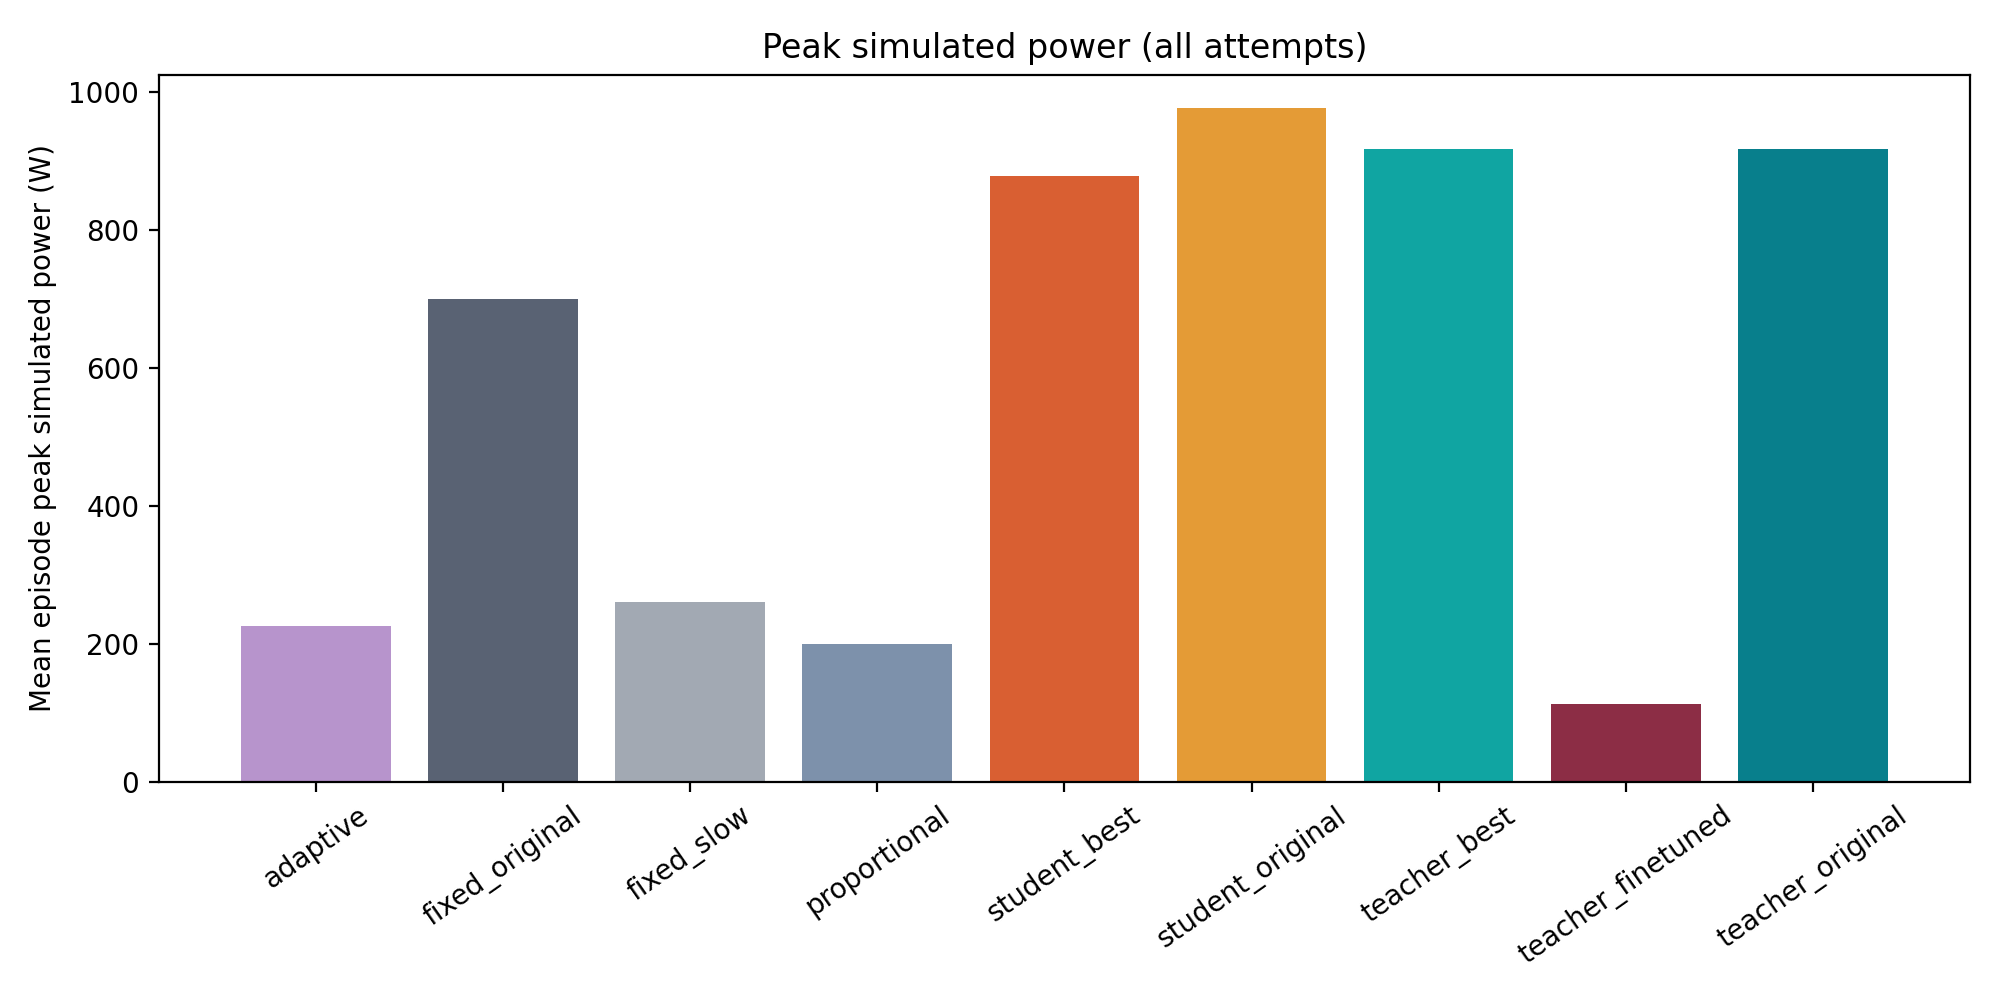 Peak simulated power (all attempts)
Mean episode peak simulated power (W)
1000
800
600
400
200
0
adaptive
fixed_original
fixed_slow
proportional
student_best
student_original
teacher_best
teacher_finetuned
teacher_original